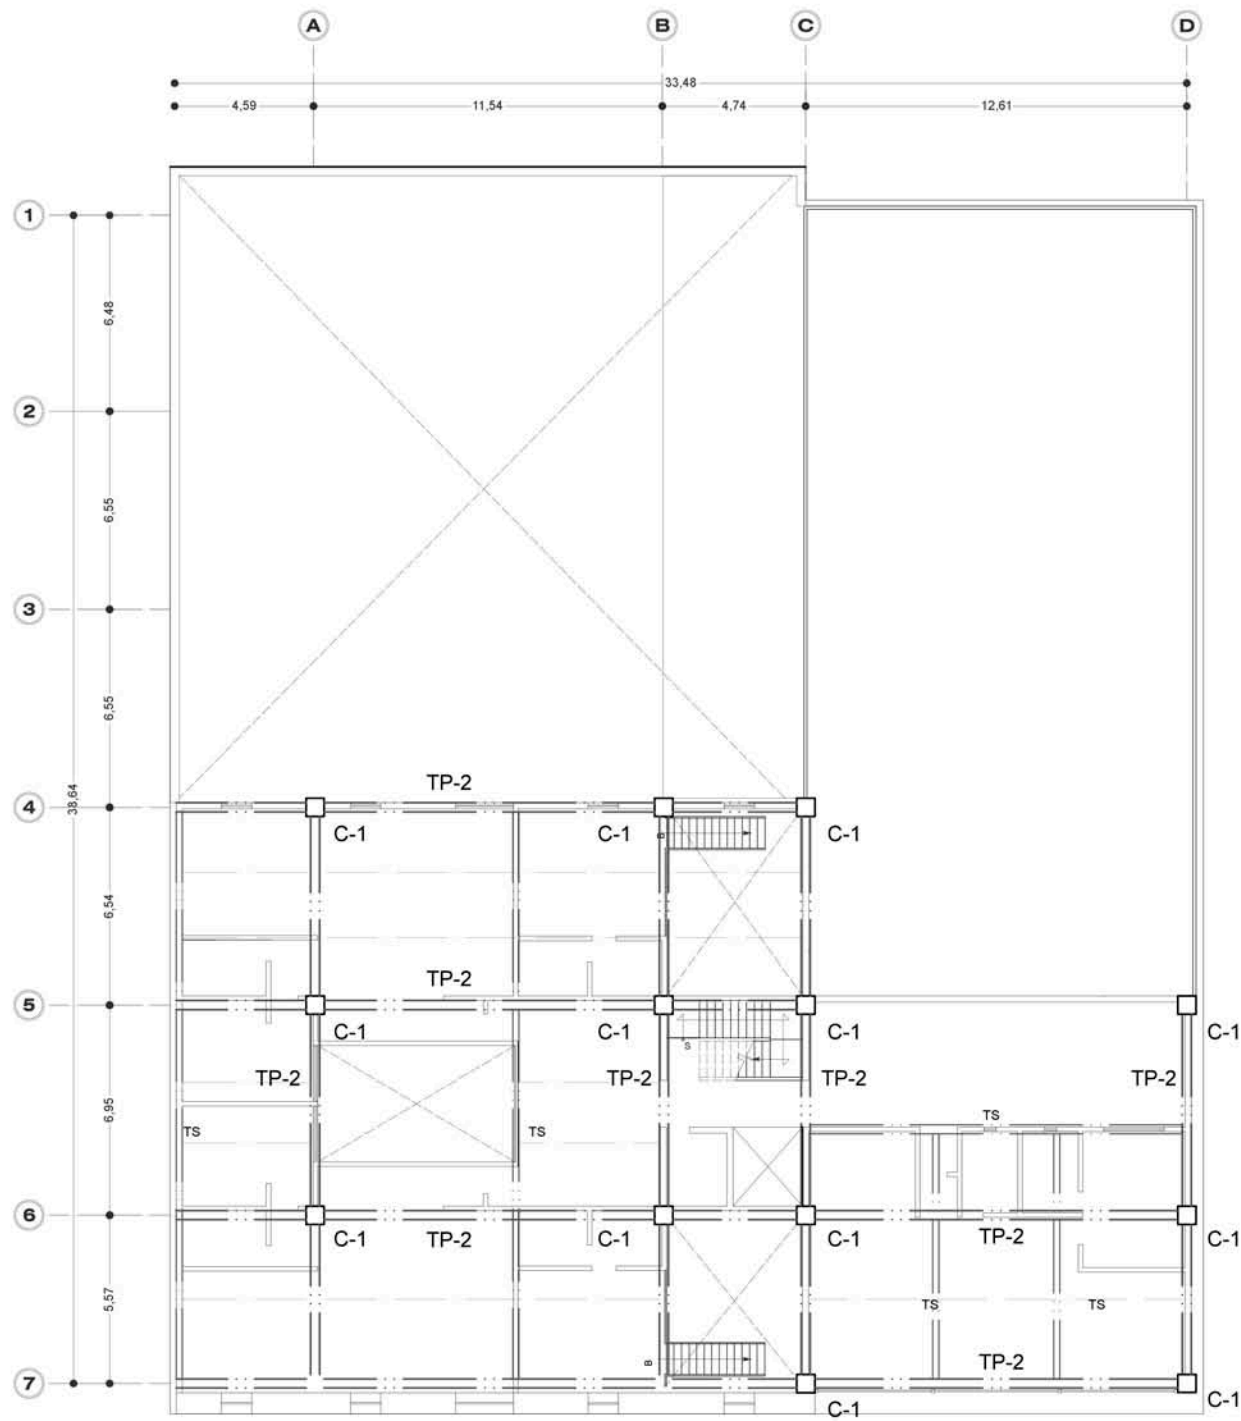 A B C D
33,48
4,59 11,54 4,74 12,61
1
6,48
2
6,55
3
6,55
38,64
TP-2
4
C-1 C-1 B C-1
6,54
TP-2
5
C-1 C-1 C-1 C-1
S
TP-2 TP-2 TP-2 TP-2
6,95
TS TS TS
6
C-1 TP-2 C-1 C-1 TP-2 C-1
5,57
TS TS
B TP-2
7
C-1 C-1